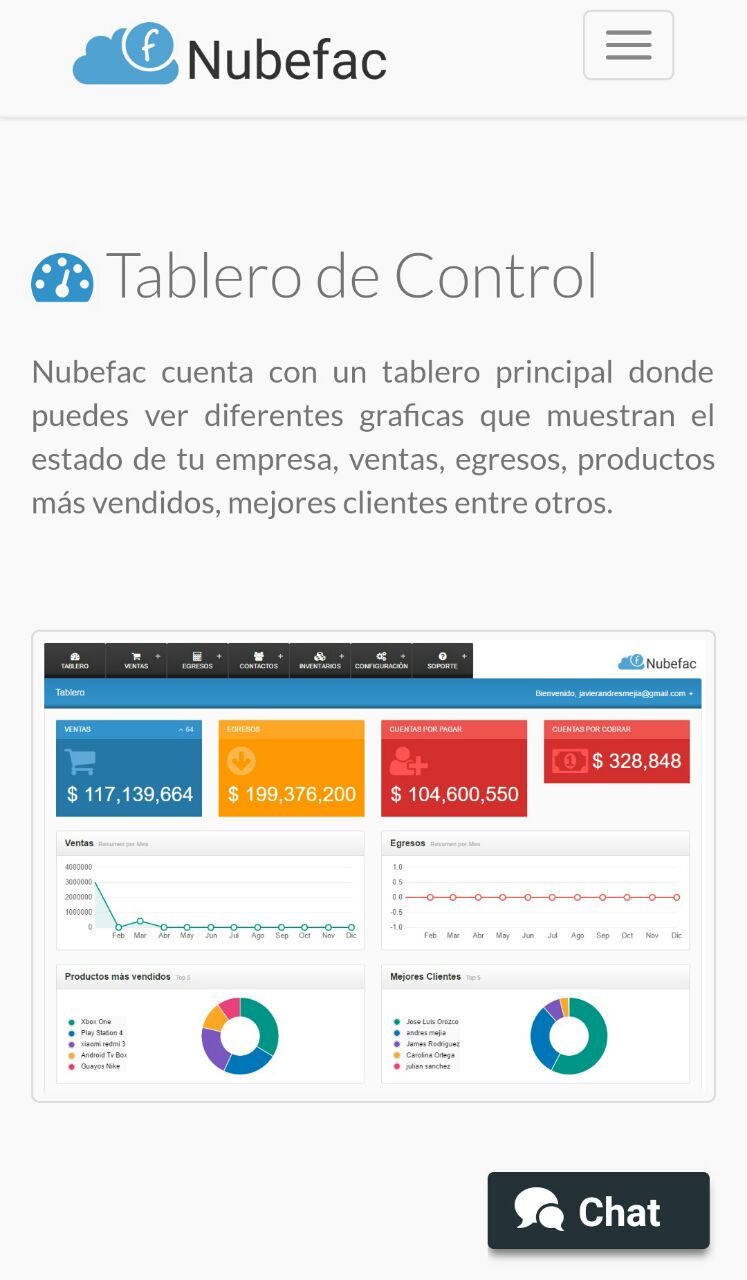 Nubefac
Tablero de Control
Nubefac cuenta con un tablero principal donde
puedes ver diferentes graficas que muestran el
estado de tu empresa, ventas, egresos, productos
más vendidos, mejores clientes entre otros.
TABLERO VENTAS + EGRESOS + CONTACTOS + INVENTARIOS + CONFIGURACIÓN + SOPORTE +
Nubefac
Tablero
Bienvenido, javierandresmejia@gmail.com
VENTAS 64
$ 117,139,664
EGRESOS
$ 199,376,200
CUENTAS POR PAGAR
$ 104,600,550
CUENTAS POR COBRAR
$ 328,848
Ventas Resumen por Mes
4000000
3000000
2000000
1000000
0
Feb Mar Abr May Jun Jul Ago Sep Oct Nov Dic
Egresos Resumen por Mes
1.0
0.5
0.0
-0.5
-1.0
Feb Mar Abr May Jun Jul Ago Sep Oct Nov Dic
Productos más vendidos Top 5
Xbox One
Play Station 4
xiaomi redmi 3
Android Tv Box
Guayos Nike
Mejores Clientes Top 5
Jose Luis Orozco
andres mejia
James Rodriguez
Carolina Ortega
julian sanchez
Chat